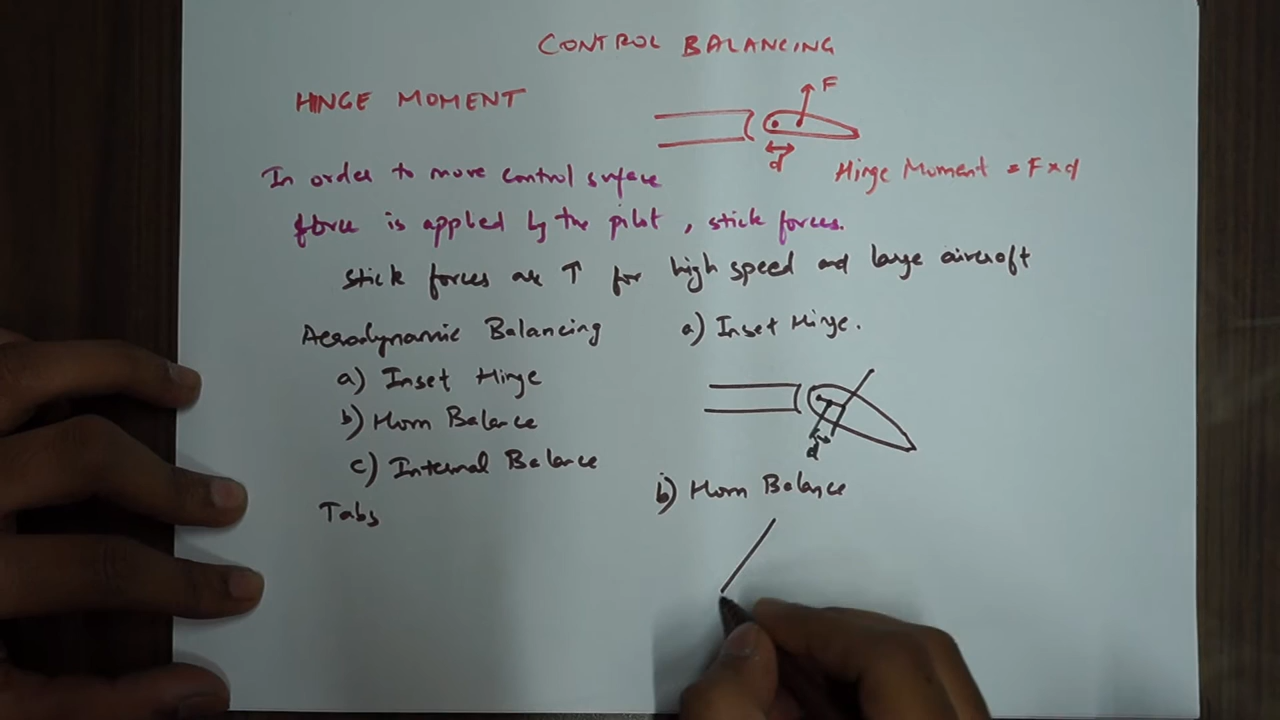 CONTROL BALANCING
HINGE MOMENT
F
d
Hinge Moment = F x d
In order to move control surface
force is applied by the pilot, stick forces.
stick forces are ↑ for high speed and large aircraft
Aerodynamic Balancing
a) Inset Hinge
b) Horn Balance
c) Internal Balance
Tabs
a) Inset Hinge.
d
b) Horn Balance